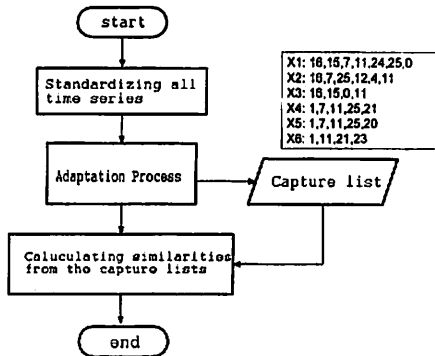 start
Standardizing all
time series
Adaptation Process
X1: 16,15,7,11,24,25,0
X2: 16,7,25,12,4,11
X3: 16,15,0,11
X4: 1,7,11,25,21
X5: 1,7,11,25,20
X6: 1,11,21,23
Capture list
Caluculating similarities
from the capture lists
end